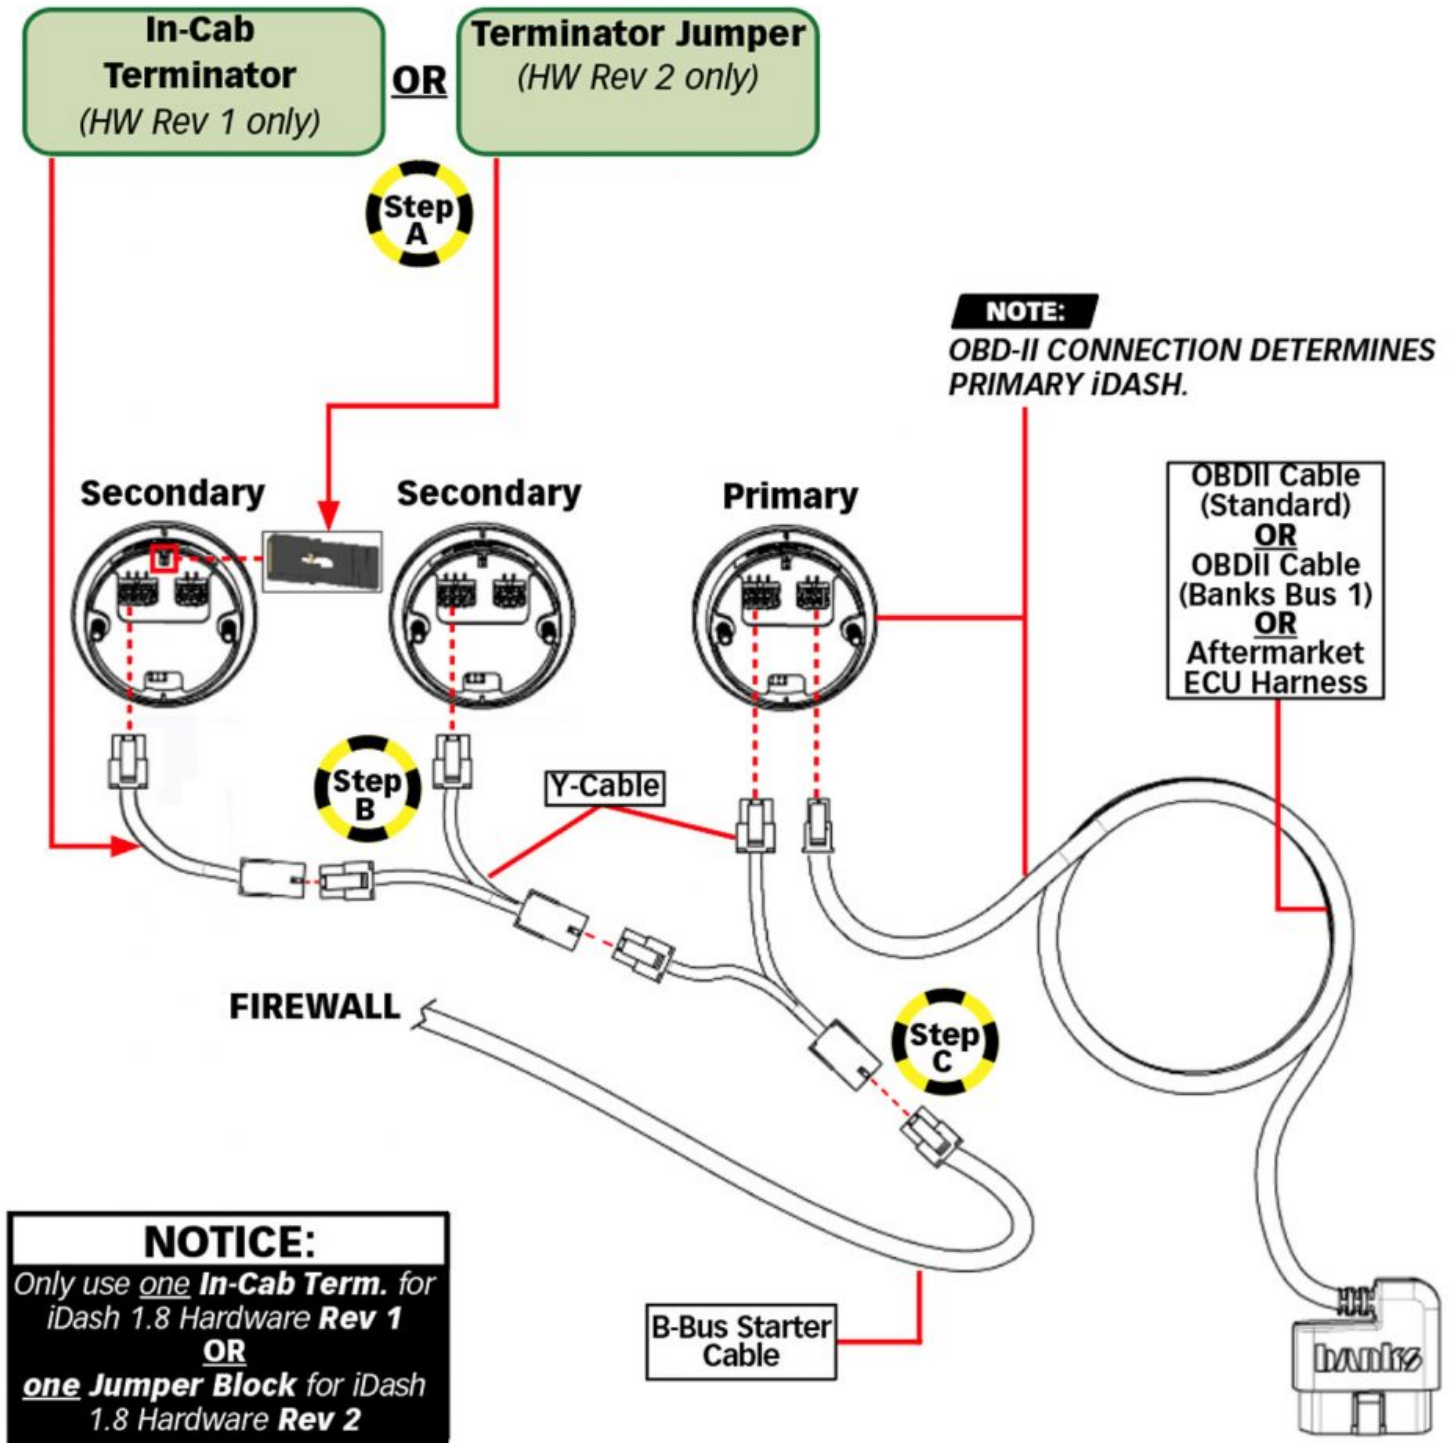 In-Cab
Terminator
(HW Rev 1 only)
OR
Terminator Jumper
(HW Rev 2 only)
Step
A
NOTE:
OBD-II CONNECTION DETERMINES
PRIMARY iDASH.
Secondary
Secondary
Primary
OBDII Cable
(Standard)
OR
OBDII Cable
(Banks Bus 1)
OR
Aftermarket
ECU Harness
Step
B
Y-Cable
FIREWALL
Step
C
B-Bus Starter
Cable
banks
NOTICE:
Only use one In-Cab Term. for
iDash 1.8 Hardware Rev 1
OR
one Jumper Block for iDash
1.8 Hardware Rev 2